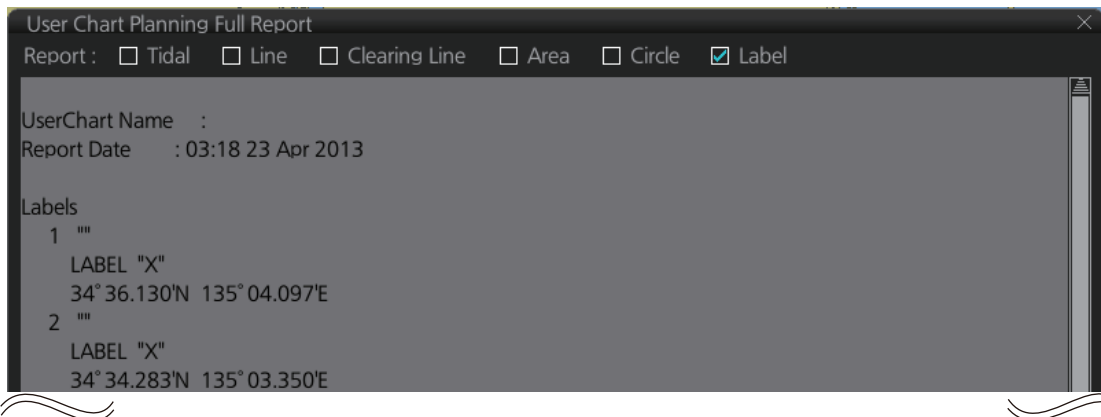 User Chart Planning Full Report
Report : Tidal Line Clearing Line Area Circle Label
UserChart Name :
Report Date : 03:18 23 Apr 2013
Labels
1 ""
LABEL "X"
34°36.130'N 135°04.097'E
2 ""
LABEL "X"
34°34.283'N 135°03.350'E